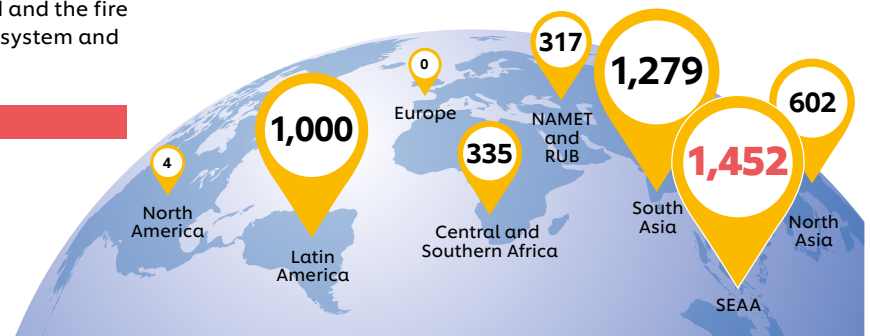 and the fire
system and
4
North
America
1,000
Latin
America
0
Europe
335
Central and
Southern Africa
317
NAMET
and
RUB
1,279
South
Asia
1,452
SEAA
602
North
Asia